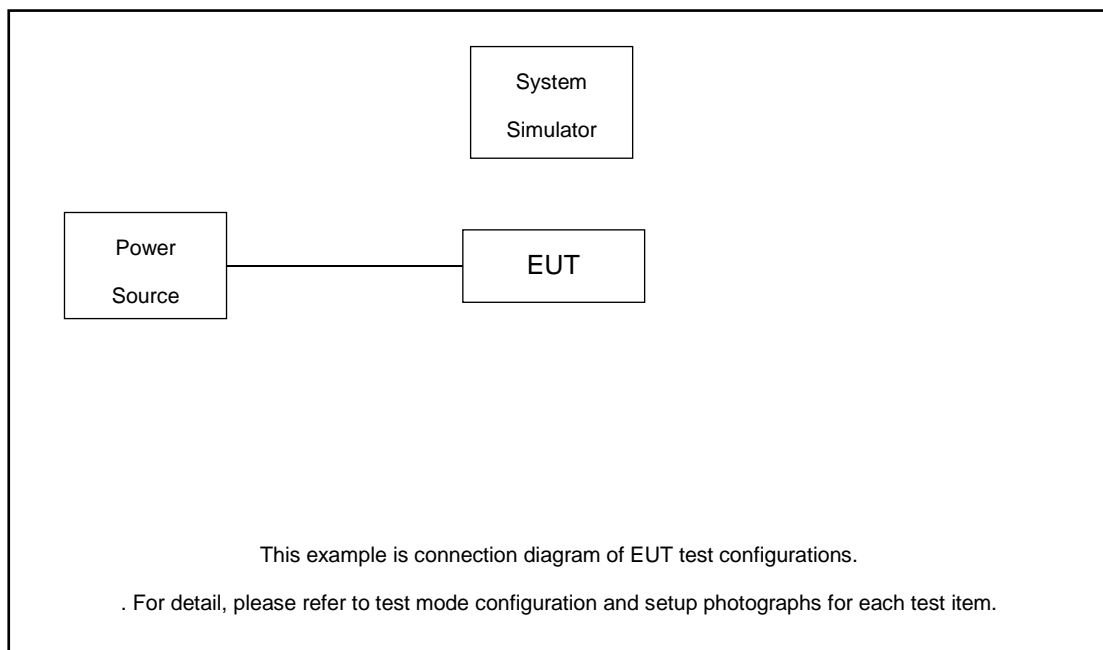 System
Simulator
Power
Source
EUT
This example is connection diagram of EUT test configurations.
. For detail, please refer to test mode configuration and setup photographs for each test item.